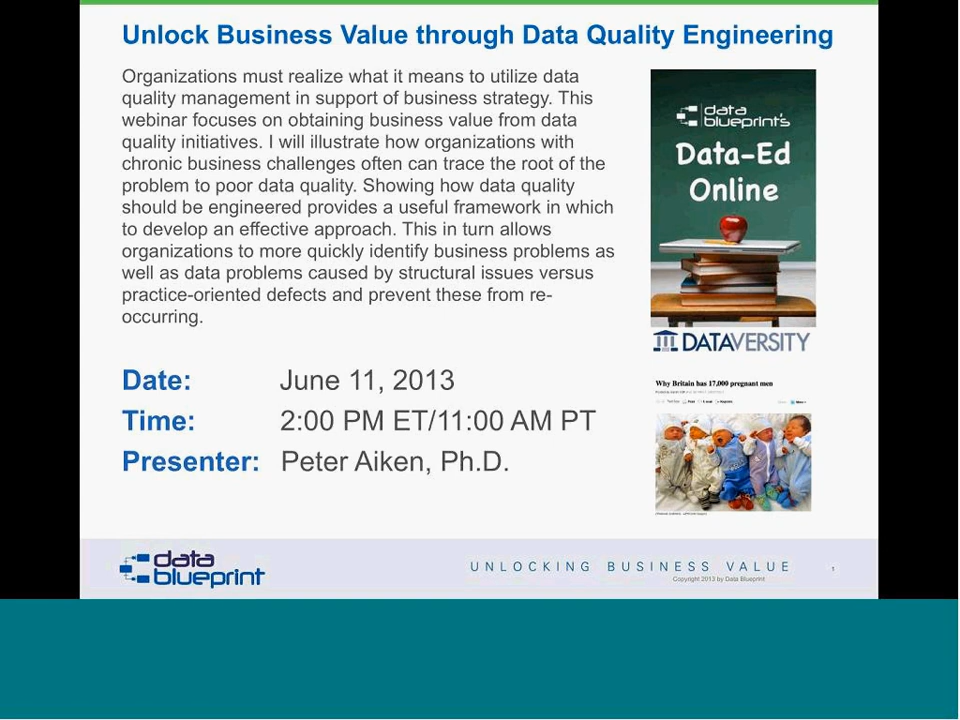 Unlock Business Value through Data Quality Engineering
Organizations must realize what it means to utilize data
quality management in support of business strategy. This
webinar focuses on obtaining business value from data
quality initiatives. I will illustrate how organizations with
chronic business challenges often can trace the root of the
problem to poor data quality. Showing how data quality
should be engineered provides a useful framework in which
to develop an effective approach. This in turn allows
organizations to more quickly identify business problems as
well as data problems caused by structural issues versus
practice-oriented defects and prevent these from re-
occurring.
Date: June 11, 2013
Time: 2:00 PM ET/11:00 AM PT
Presenter: Peter Aiken, Ph.D.
data
blueprint's
Data-Ed
Online
DATAVERSITY
Why Britain has 17,000 pregnant men
data
blueprint
UNLOCKING BUSINESS VALUE
Copyright 2013 by Data Blueprint
1